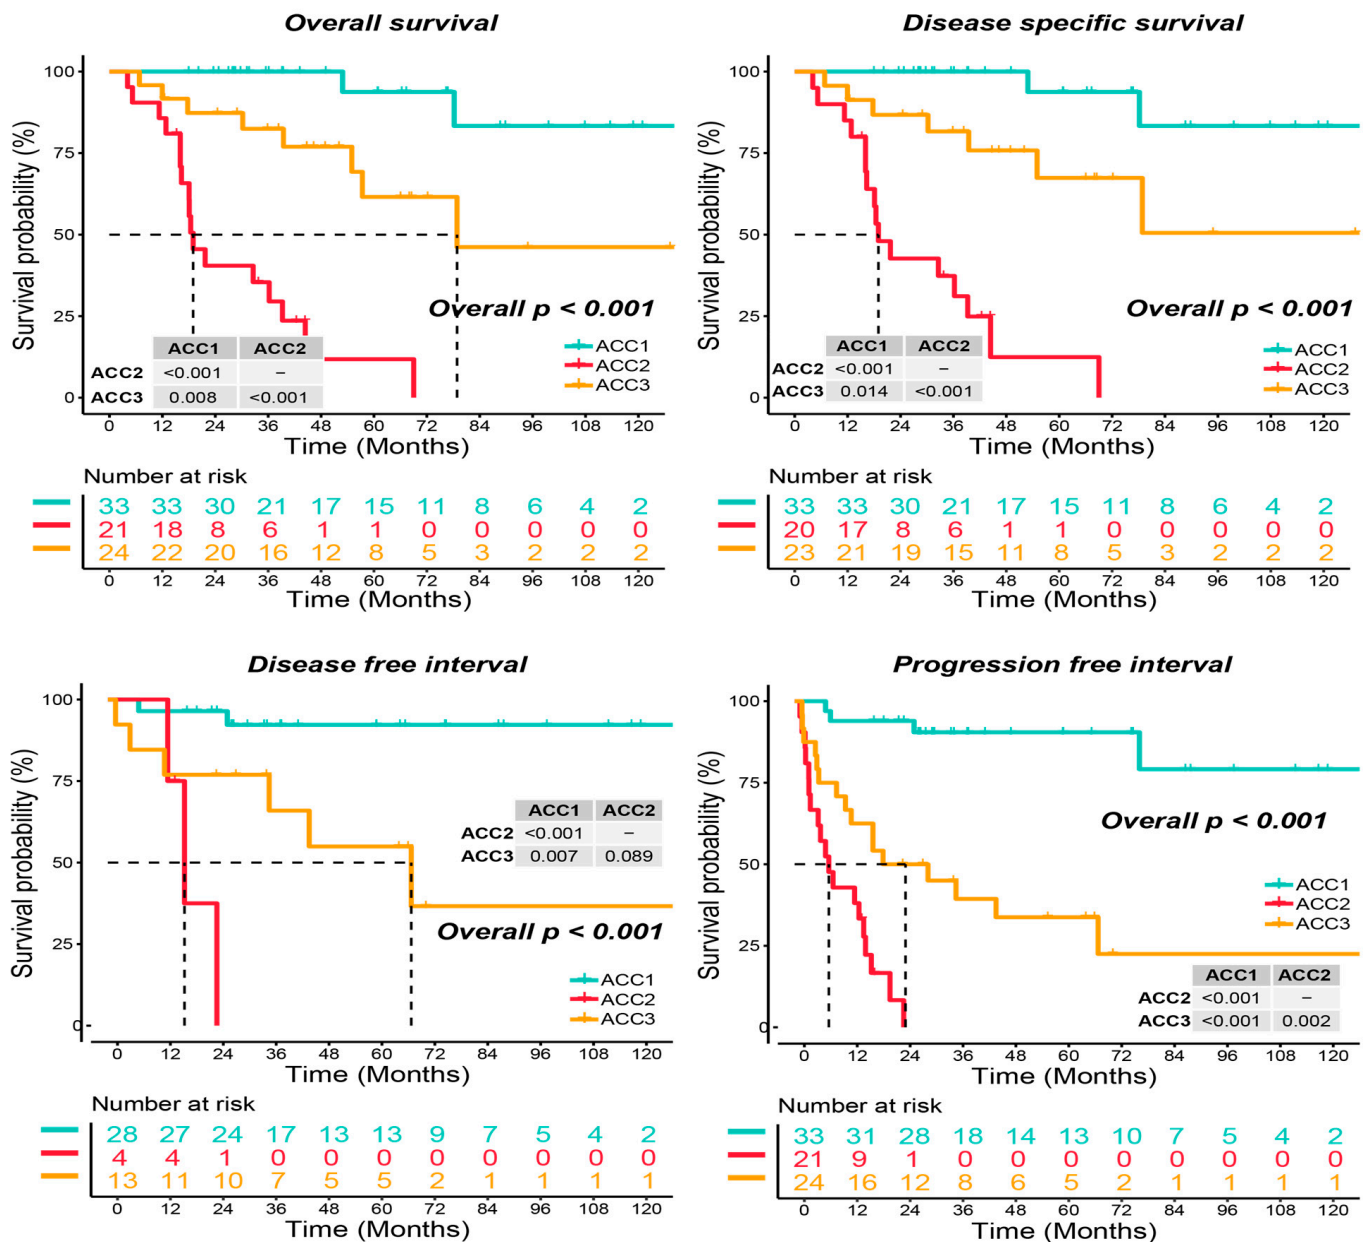 Overall survival
Survival probability (%)
100
75
50
25
0
Overall p < 0.001
ACC1 ACC2
ACC2 <0.001 –
ACC3 0.008 <0.001
ACC1
ACC2
ACC3
0 12 24 36 48 60 72 84 96 108 120
Time (Months)
Number at risk
33 33 30 21 17 15 11 8 6 4 2
21 18 8 6 1 1 0 0 0 0 0
24 22 20 16 12 8 5 3 2 2 2
0 12 24 36 48 60 72 84 96 108 120
Time (Months)
Disease specific survival
Survival probability (%)
100
75
50
25
0
Overall p < 0.001
ACC1 ACC2
ACC2 <0.001 –
ACC3 0.014 <0.001
ACC1
ACC2
ACC3
0 12 24 36 48 60 72 84 96 108 120
Time (Months)
Number at risk
33 33 30 21 17 15 11 8 6 4 2
20 17 8 6 1 1 0 0 0 0 0
23 21 19 15 11 8 5 3 2 2 2
0 12 24 36 48 60 72 84 96 108 120
Time (Months)
Disease free interval
Survival probability (%)
100
75
50
25
0
ACC1 ACC2
ACC2 <0.001 –
ACC3 0.007 0.089
Overall p < 0.001
ACC1
ACC2
ACC3
0 12 24 36 48 60 72 84 96 108 120
Time (Months)
Number at risk
28 27 24 17 13 13 9 7 5 4 2
4 4 1 0 0 0 0 0 0 0 0
13 11 10 7 5 5 2 1 1 1 1
0 12 24 36 48 60 72 84 96 108 120
Time (Months)
Progression free interval
Survival probability (%)
100
75
50
25
0
Overall p < 0.001
ACC1
ACC2
ACC3
ACC1 ACC2
ACC2 <0.001 –
ACC3 <0.001 0.002
0 12 24 36 48 60 72 84 96 108 120
Time (Months)
Number at risk
33 31 28 18 14 13 10 7 5 4 2
21 9 1 0 0 0 0 0 0 0 0
24 16 12 8 6 5 2 1 1 1 1
0 12 24 36 48 60 72 84 96 108 120
Time (Months)